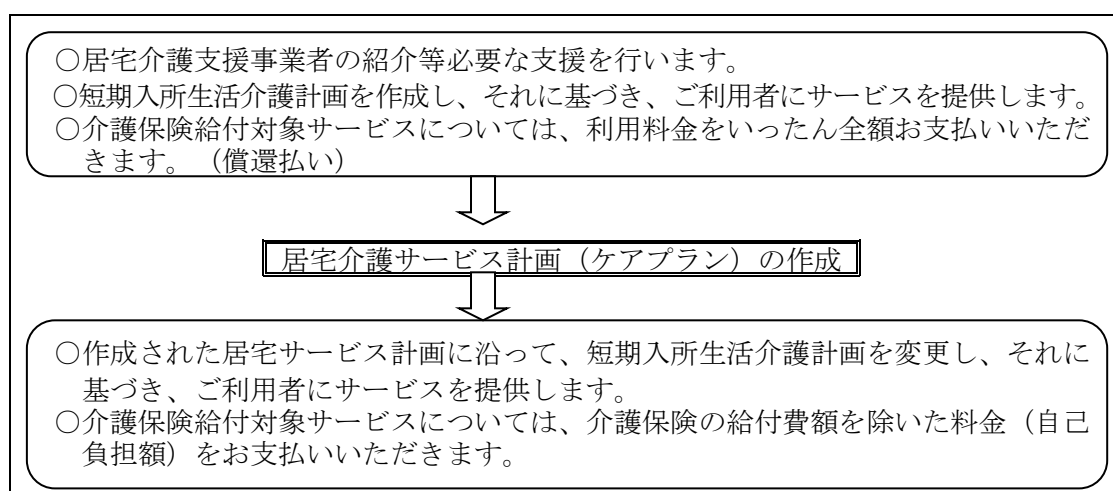 ○居宅介護支援事業者の紹介等必要な支援を行います。
○短期入所生活介護計画を作成し、それに基づき、ご利用者にサービスを提供します。
○介護保険給付対象サービスについては、利用料金をいったん全額お支払いいただ
きます。（償還払い）
居宅介護サービス計画（ケアプラン）の作成
○作成された居宅サービス計画に沿って、短期入所生活介護計画を変更し、それに
基づき、ご利用者にサービスを提供します。
○介護保険給付対象サービスについては、介護保険の給付費額を除いた料金（自己
負担額）をお支払いいただきます。